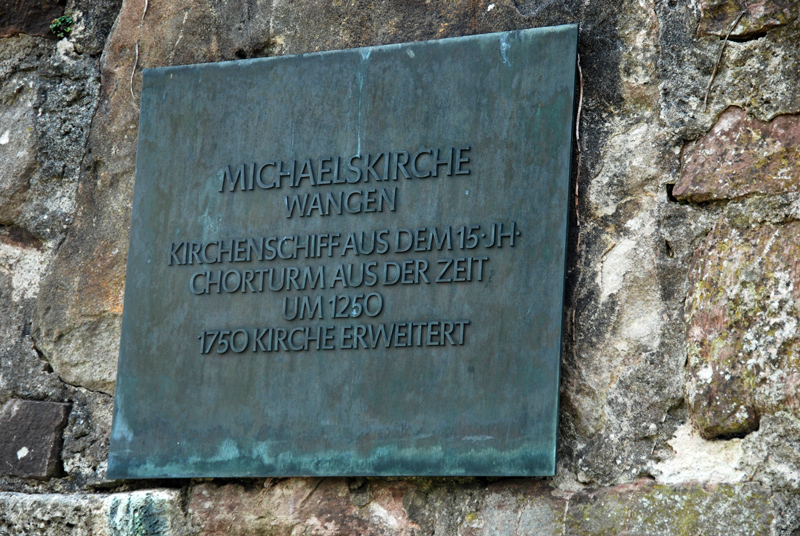 MICHAELSKIRCHE
WANGEN
KIRCHENSCHIFF AUS DEM 15·JH·
CHORTURM AUS DER ZEIT
UM 1250
1750 KIRCHE ERWEITERT